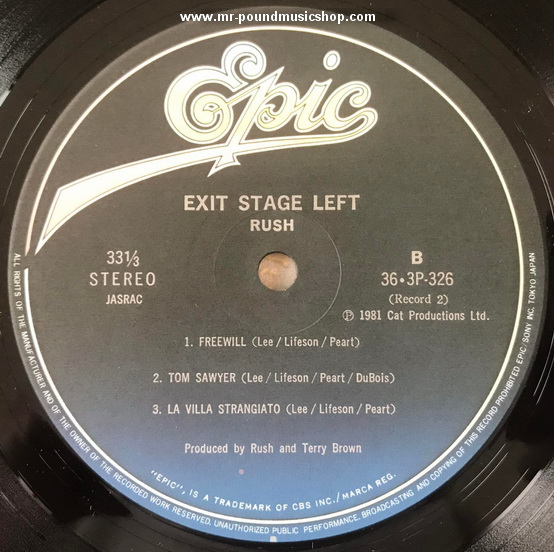 www.mr-poundmusicshop.com
Epic
EXIT STAGE LEFT
RUSH
33⅓
STEREO
JASRAC
B
36•3P-326
(Record 2)
Ⓟ 1981 Cat Productions Ltd.
1. FREEWILL (Lee / Lifeson / Peart)
2. TOM SAWYER (Lee / Lifeson / Peart / DuBois)
3. LA VILLA STRANGIATO (Lee / Lifeson / Peart)
Produced by Rush and Terry Brown
"EPIC", IS A TRADEMARK OF CBS INC./MARCA REG.
ALL RIGHTS OF THE MANUFACTURER AND OF THE OWNER OF THE RECORDED WORK RESERVED. UNAUTHORIZED PUBLIC PERFORMANCE, BROADCASTING AND COPYING OF THIS RECORD PROHIBITED EPIC/SONY INC. TOKYO JAPAN
B